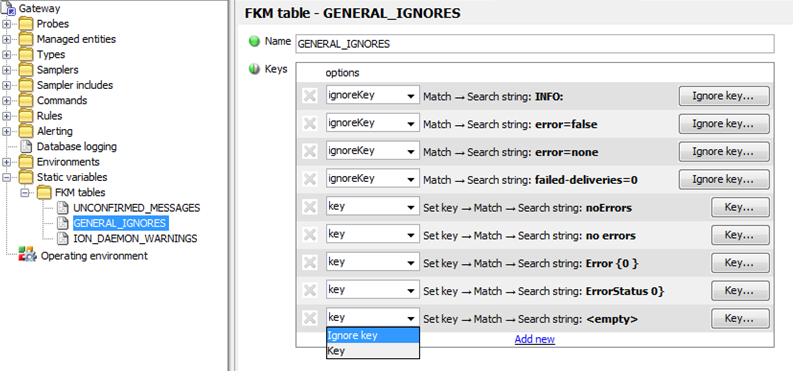 Gateway
Probes
Managed entities
Types
Samplers
Sampler includes
Commands
Rules
Alerting
Database logging
Environments
Static variables
FKM tables
UNCONFIRMED_MESSAGES
GENERAL_IGNORES
ION_DAEMON_WARNINGS
Operating environment
FKM table - GENERAL_IGNORES
Name GENERAL_IGNORES
Keys
options
ignoreKey Match → Search string: INFO: Ignore key...
ignoreKey Match → Search string: error=false Ignore key...
ignoreKey Match → Search string: error=none Ignore key...
ignoreKey Match → Search string: failed-deliveries=0 Ignore key...
key Set key → Match → Search string: noErrors Key...
key Set key → Match → Search string: no errors Key...
key Set key → Match → Search string: Error {0 } Key...
key Set key → Match → Search string: ErrorStatus 0} Key...
key Set key → Match → Search string: <empty> Key...
Ignore key
Key
Add new